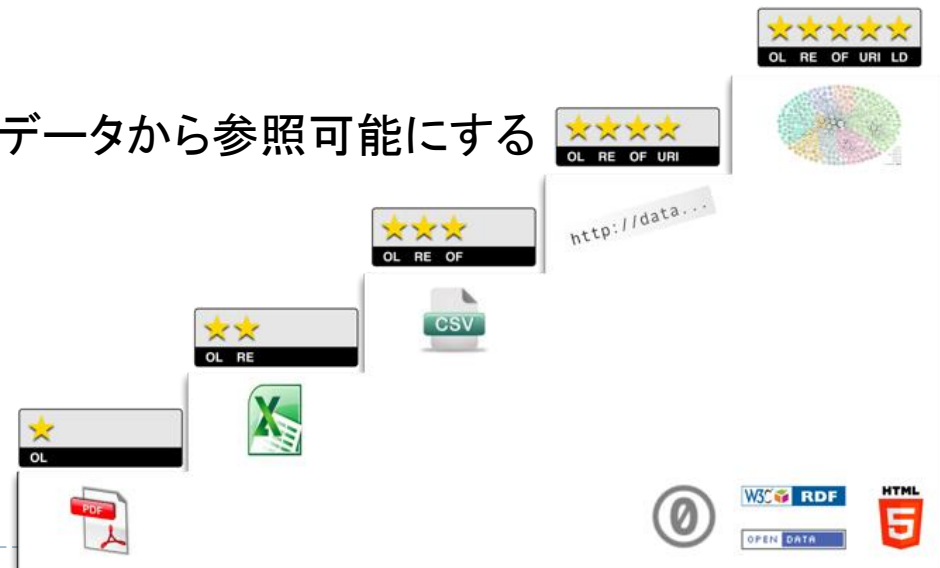 OL RE OF URI LD
データから参照可能にする
OL RE OF URI
http://data...
OL RE OF
CSV
OL RE
X
OL
PDF
0
W3C RDF
OPEN DATA
HTML
5